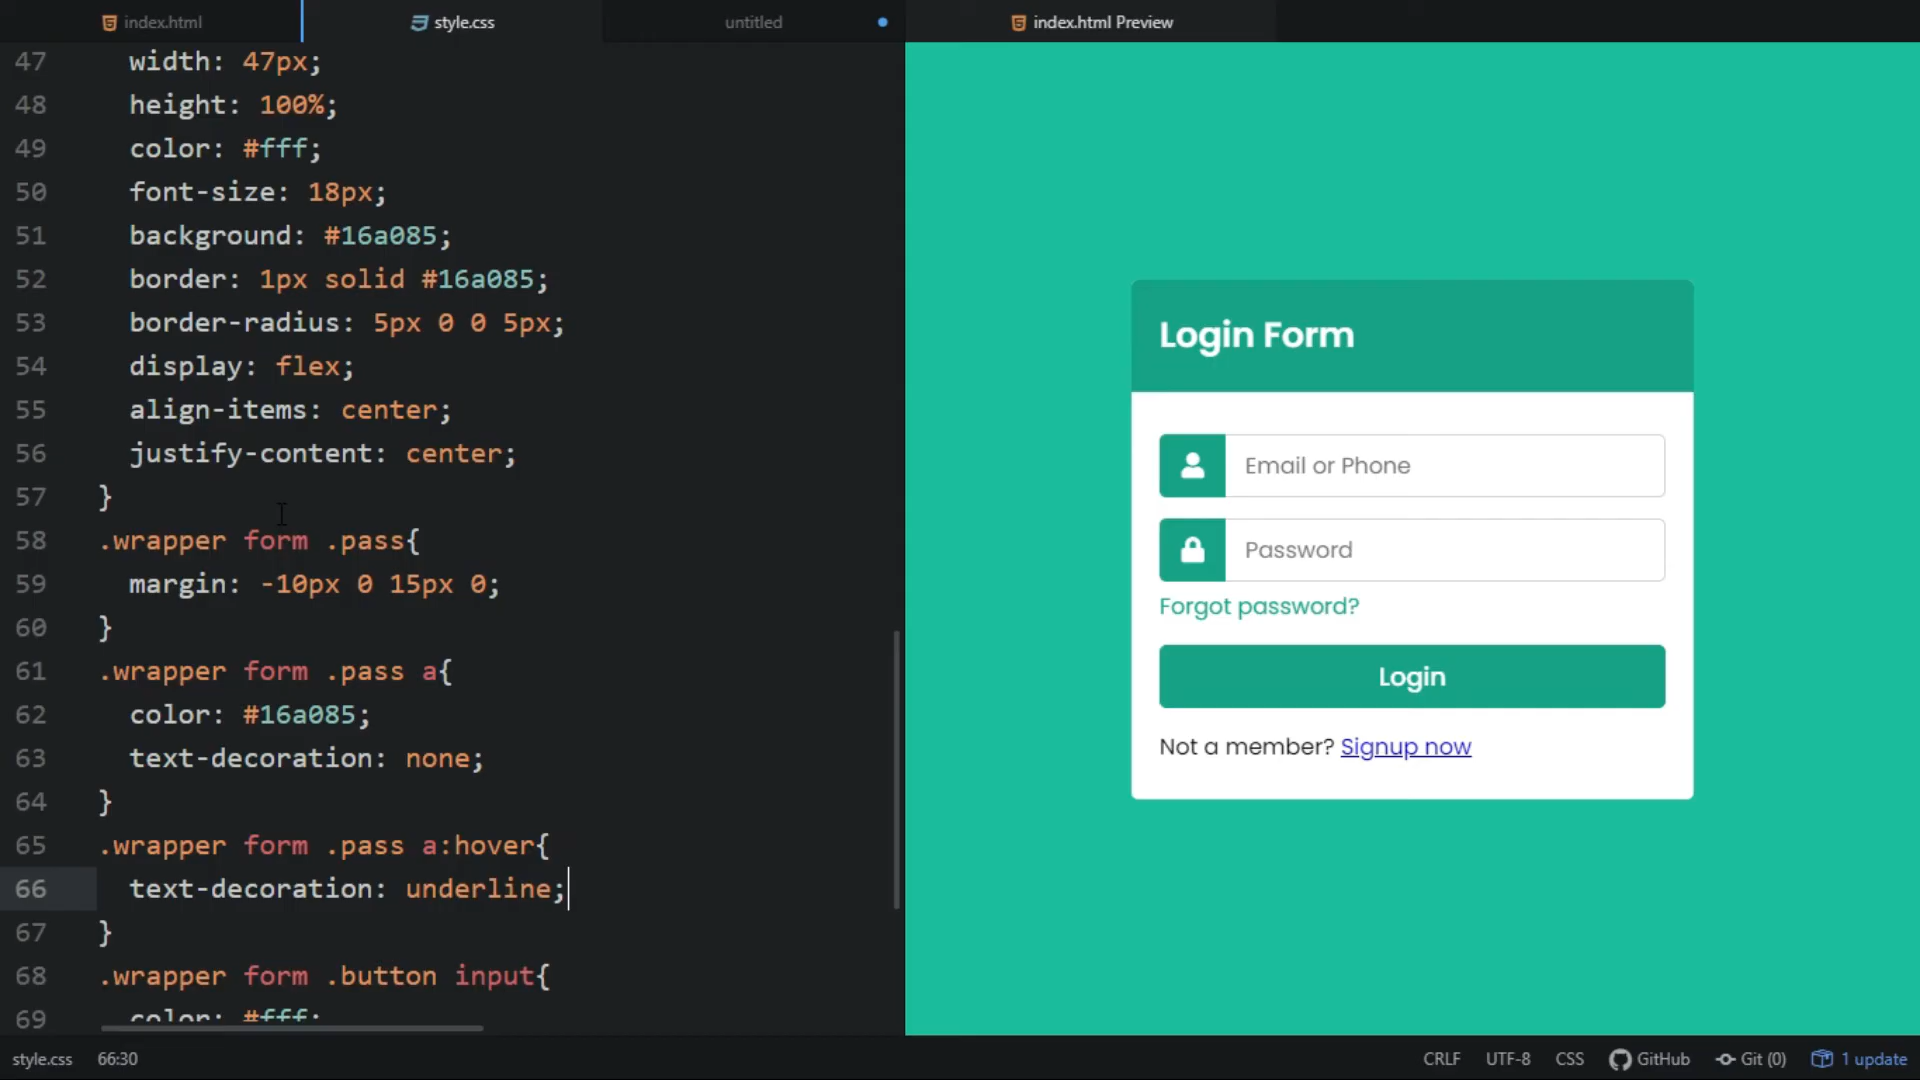 index.html
style.css
untitled
index.html Preview
47 width: 47px;
48 height: 100%;
49 color: #fff;
50 font-size: 18px;
51 background: #16a085;
52 border: 1px solid #16a085;
53 border-radius: 5px 0 0 5px;
54 display: flex;
55 align-items: center;
56 justify-content: center;
57 }
58 .wrapper form .pass{
59 margin: -10px 0 15px 0;
60 }
61 .wrapper form .pass a{
62 color: #16a085;
63 text-decoration: none;
64 }
65 .wrapper form .pass a:hover{
66 text-decoration: underline;
67 }
68 .wrapper form .button input{
69 color: #fff;
Login Form
Email or Phone
Password
Forgot password?
Login
Not a member? Signup now
style.css 66:30
CRLF UTF-8 CSS GitHub Git (0) 1 update